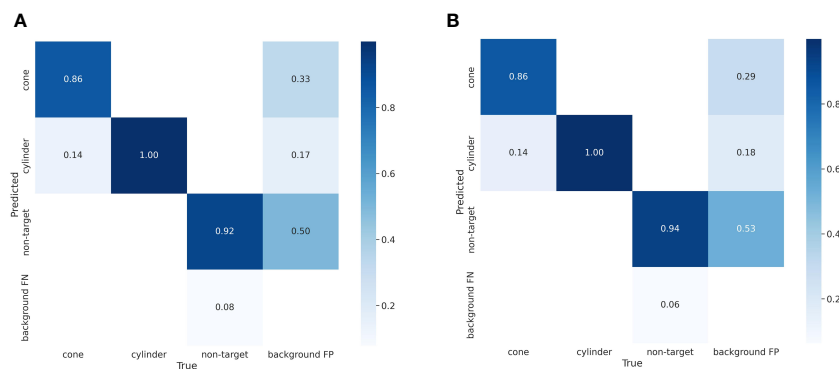 A
cone
cylinder
non-target
background FN
Predicted
0.86
0.33
0.14
1.00
0.17
0.92
0.50
0.08
cone
cylinder
non-target
background FP
True
0.8
0.6
0.4
0.2
B
cone
cylinder
non-target
background FN
Predicted
0.86
0.29
0.14
1.00
0.18
0.94
0.53
0.06
cone
cylinder
non-target
background FP
True
0.8
0.6
0.4
0.2